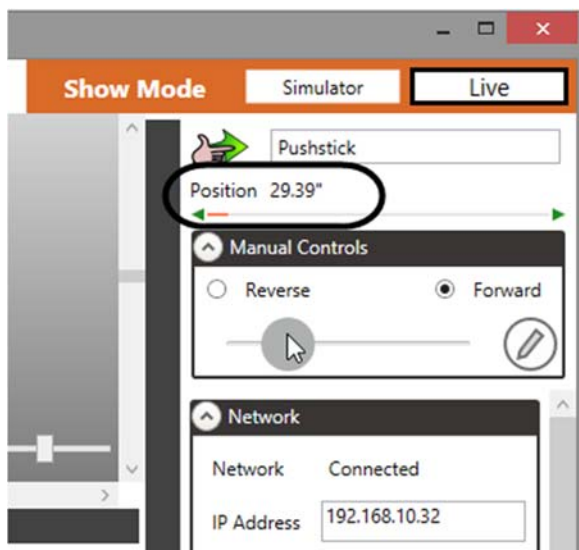 Show Mode Simulator Live
Pushstick
Position 29.39"
Manual Controls
Reverse Forward
Network
Network Connected
IP Address 192.168.10.32